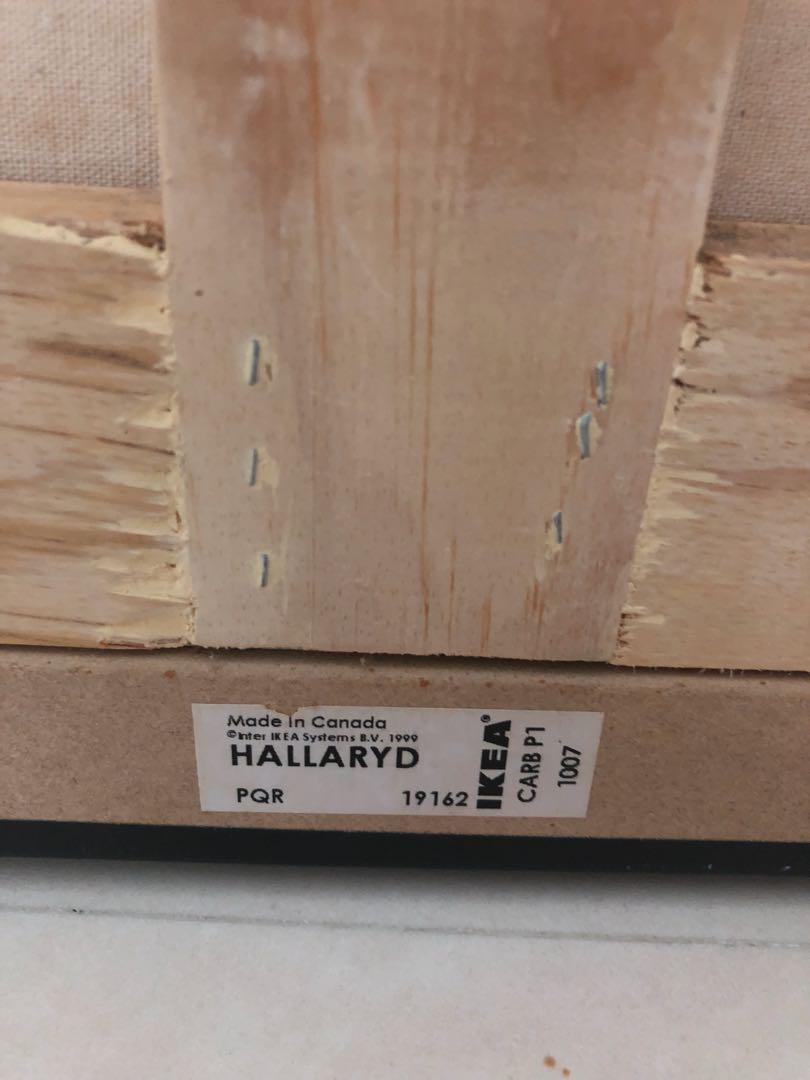 Made in Canada
©Inter IKEA Systems B.V. 1999
HALLARYD
PQR 19162
IKEA®
CARB P1
1007